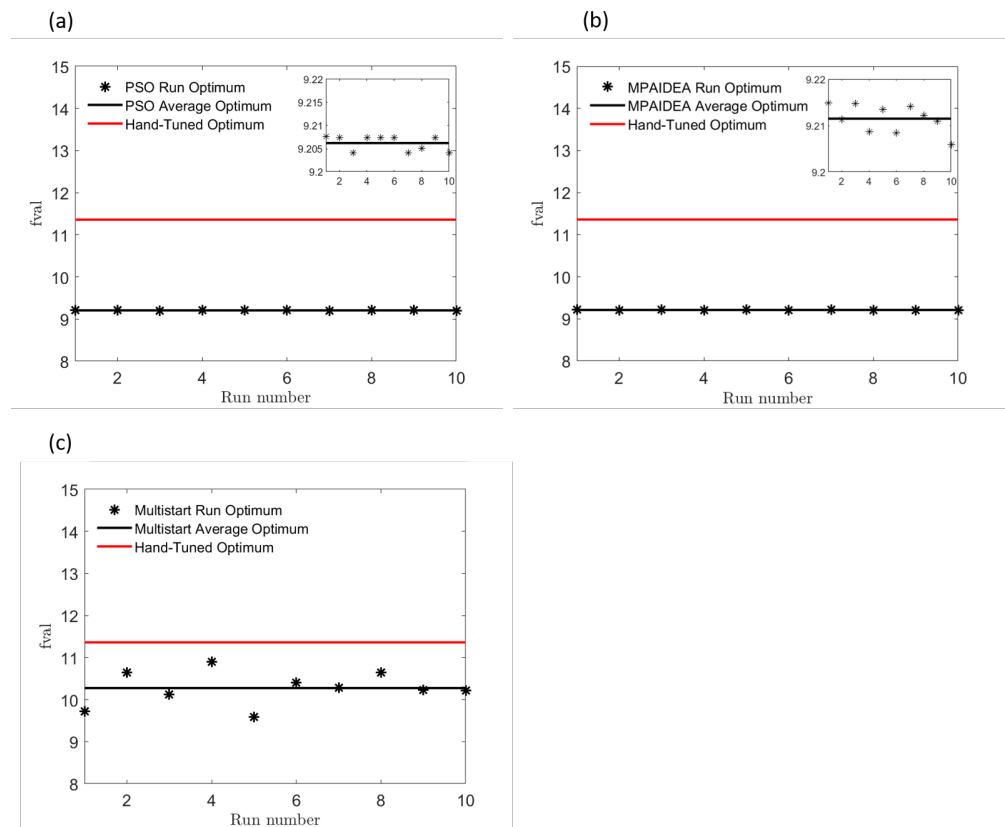 (a)
15
14
13
12
11
10
9
8
fval
PSO Run Optimum
PSO Average Optimum
Hand-Tuned Optimum
9.22
9.215
9.21
9.205
9.2
2 4 6 8 10
2 4 6 8 10
Run number
(b)
15
14
13
12
11
10
9
8
fval
MPAIDEA Run Optimum
MPAIDEA Average Optimum
Hand-Tuned Optimum
9.22
9.21
9.2
2 4 6 8 10
2 4 6 8 10
Run number
(c)
15
14
13
12
11
10
9
8
fval
Multistart Run Optimum
Multistart Average Optimum
Hand-Tuned Optimum
2 4 6 8 10
Run number